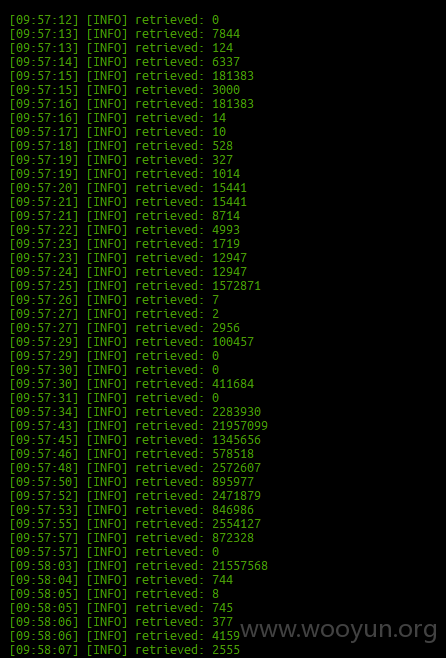 [09:57:12] [INFO] retrieved: 0
[09:57:13] [INFO] retrieved: 7844
[09:57:13] [INFO] retrieved: 124
[09:57:14] [INFO] retrieved: 6337
[09:57:15] [INFO] retrieved: 181383
[09:57:15] [INFO] retrieved: 3000
[09:57:16] [INFO] retrieved: 181383
[09:57:16] [INFO] retrieved: 14
[09:57:17] [INFO] retrieved: 10
[09:57:18] [INFO] retrieved: 528
[09:57:19] [INFO] retrieved: 327
[09:57:19] [INFO] retrieved: 1014
[09:57:20] [INFO] retrieved: 15441
[09:57:21] [INFO] retrieved: 15441
[09:57:21] [INFO] retrieved: 8714
[09:57:22] [INFO] retrieved: 4993
[09:57:23] [INFO] retrieved: 1719
[09:57:23] [INFO] retrieved: 12947
[09:57:24] [INFO] retrieved: 12947
[09:57:25] [INFO] retrieved: 1572871
[09:57:26] [INFO] retrieved: 7
[09:57:27] [INFO] retrieved: 2
[09:57:27] [INFO] retrieved: 2956
[09:57:29] [INFO] retrieved: 100457
[09:57:29] [INFO] retrieved: 0
[09:57:30] [INFO] retrieved: 0
[09:57:30] [INFO] retrieved: 411684
[09:57:31] [INFO] retrieved: 0
[09:57:34] [INFO] retrieved: 2283930
[09:57:43] [INFO] retrieved: 21957099
[09:57:45] [INFO] retrieved: 1345656
[09:57:46] [INFO] retrieved: 578518
[09:57:48] [INFO] retrieved: 2572607
[09:57:50] [INFO] retrieved: 895977
[09:57:52] [INFO] retrieved: 2471879
[09:57:53] [INFO] retrieved: 846986
[09:57:55] [INFO] retrieved: 2554127
[09:57:57] [INFO] retrieved: 872328
[09:57:57] [INFO] retrieved: 0
[09:58:03] [INFO] retrieved: 21557568
[09:58:04] [INFO] retrieved: 744
[09:58:05] [INFO] retrieved: 8
[09:58:05] [INFO] retrieved: 745
[09:58:06] [INFO] retrieved: 377
[09:58:06] [INFO] retrieved: 4159
[09:58:07] [INFO] retrieved: 2555
www.wooyun.org